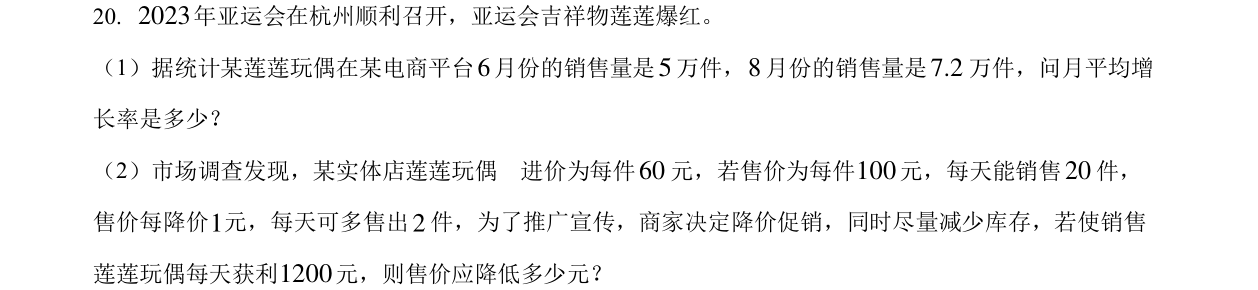 20. 2023年亚运会在杭州顺利召开，亚运会吉祥物莲莲爆红。
（1）据统计某莲莲玩偶在某电商平台6月份的销售量是5万件，8月份的销售量是7.2万件，问月平均增
长率是多少？
（2）市场调查发现，某实体店莲莲玩偶　进价为每件60元，若售价为每件100元，每天能销售20件，
售价每降价1元，每天可多售出2件，为了推广宣传，商家决定降价促销，同时尽量减少库存，若使销售
莲莲玩偶每天获利1200元，则售价应降低多少元？